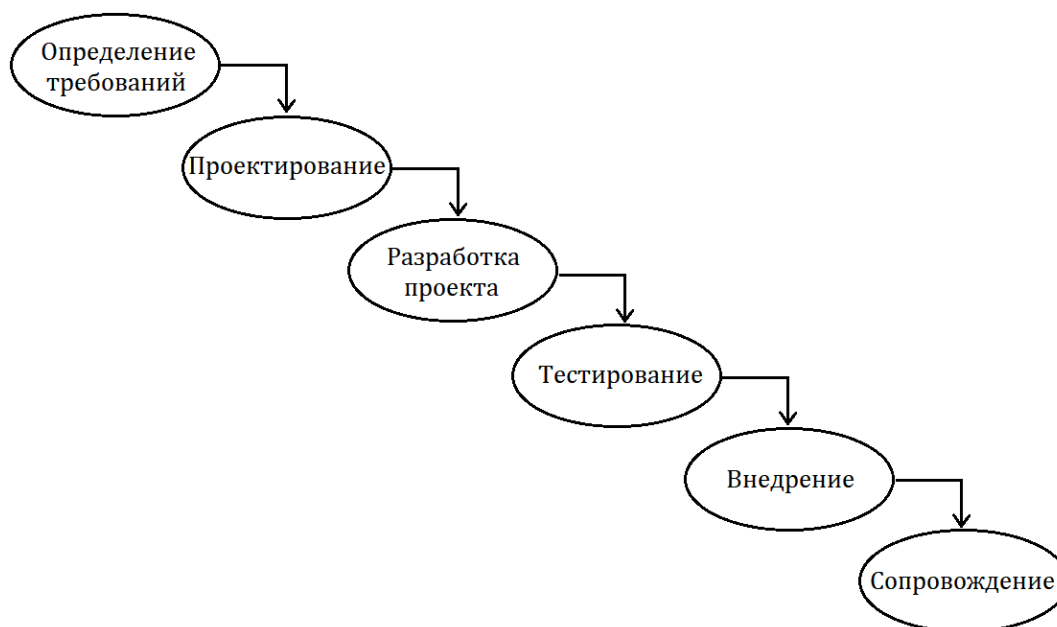 Определение
требований
Проектирование
Разработка
проекта
Тестирование
Внедрение
Сопровождение